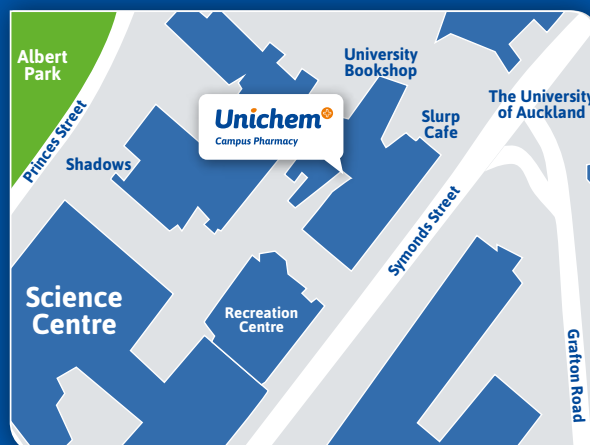 Albert
Park
University
Bookshop
The University
of Auckland
Unichem
Campus Pharmacy
Slurp
Cafe
Princes Street
Shadows
Symonds Street
Science
Centre
Recreation
Centre
Grafton Road